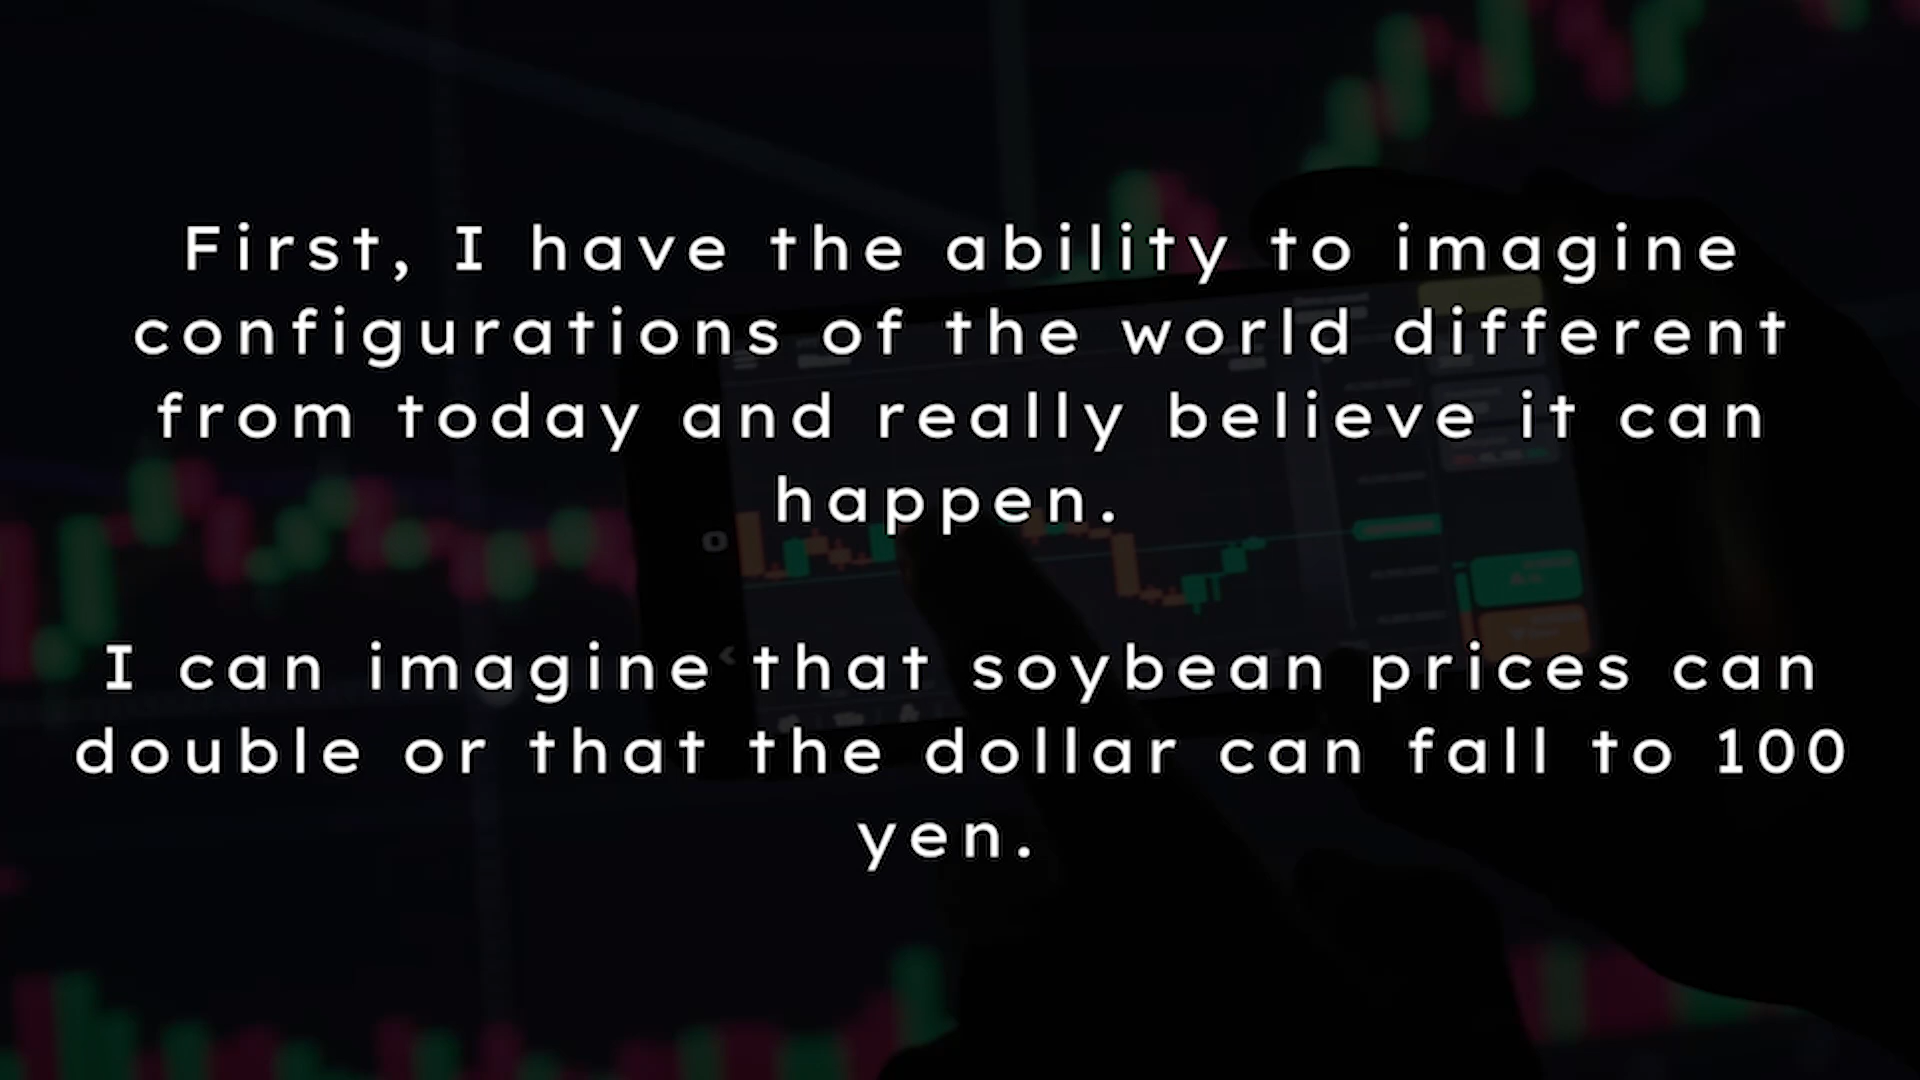 First, I have the ability to imagine
configurations of the world different
from today and really believe it can
happen.
I can imagine that soybean prices can
double or that the dollar can fall to 100
yen.